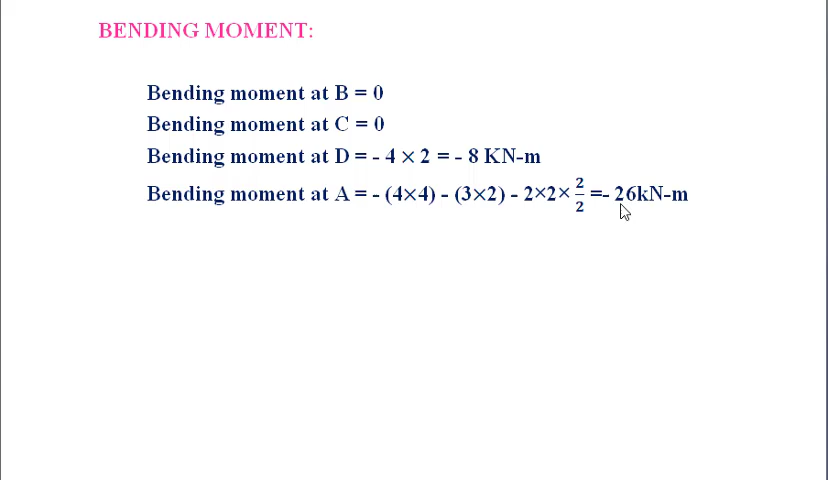 BENDING MOMENT:
Bending moment at B = 0
Bending moment at C = 0
Bending moment at D = - 4 × 2 = - 8 KN-m
Bending moment at A = - (4×4) - (3×2) - 2×2× 2/2 =- 26kN-m